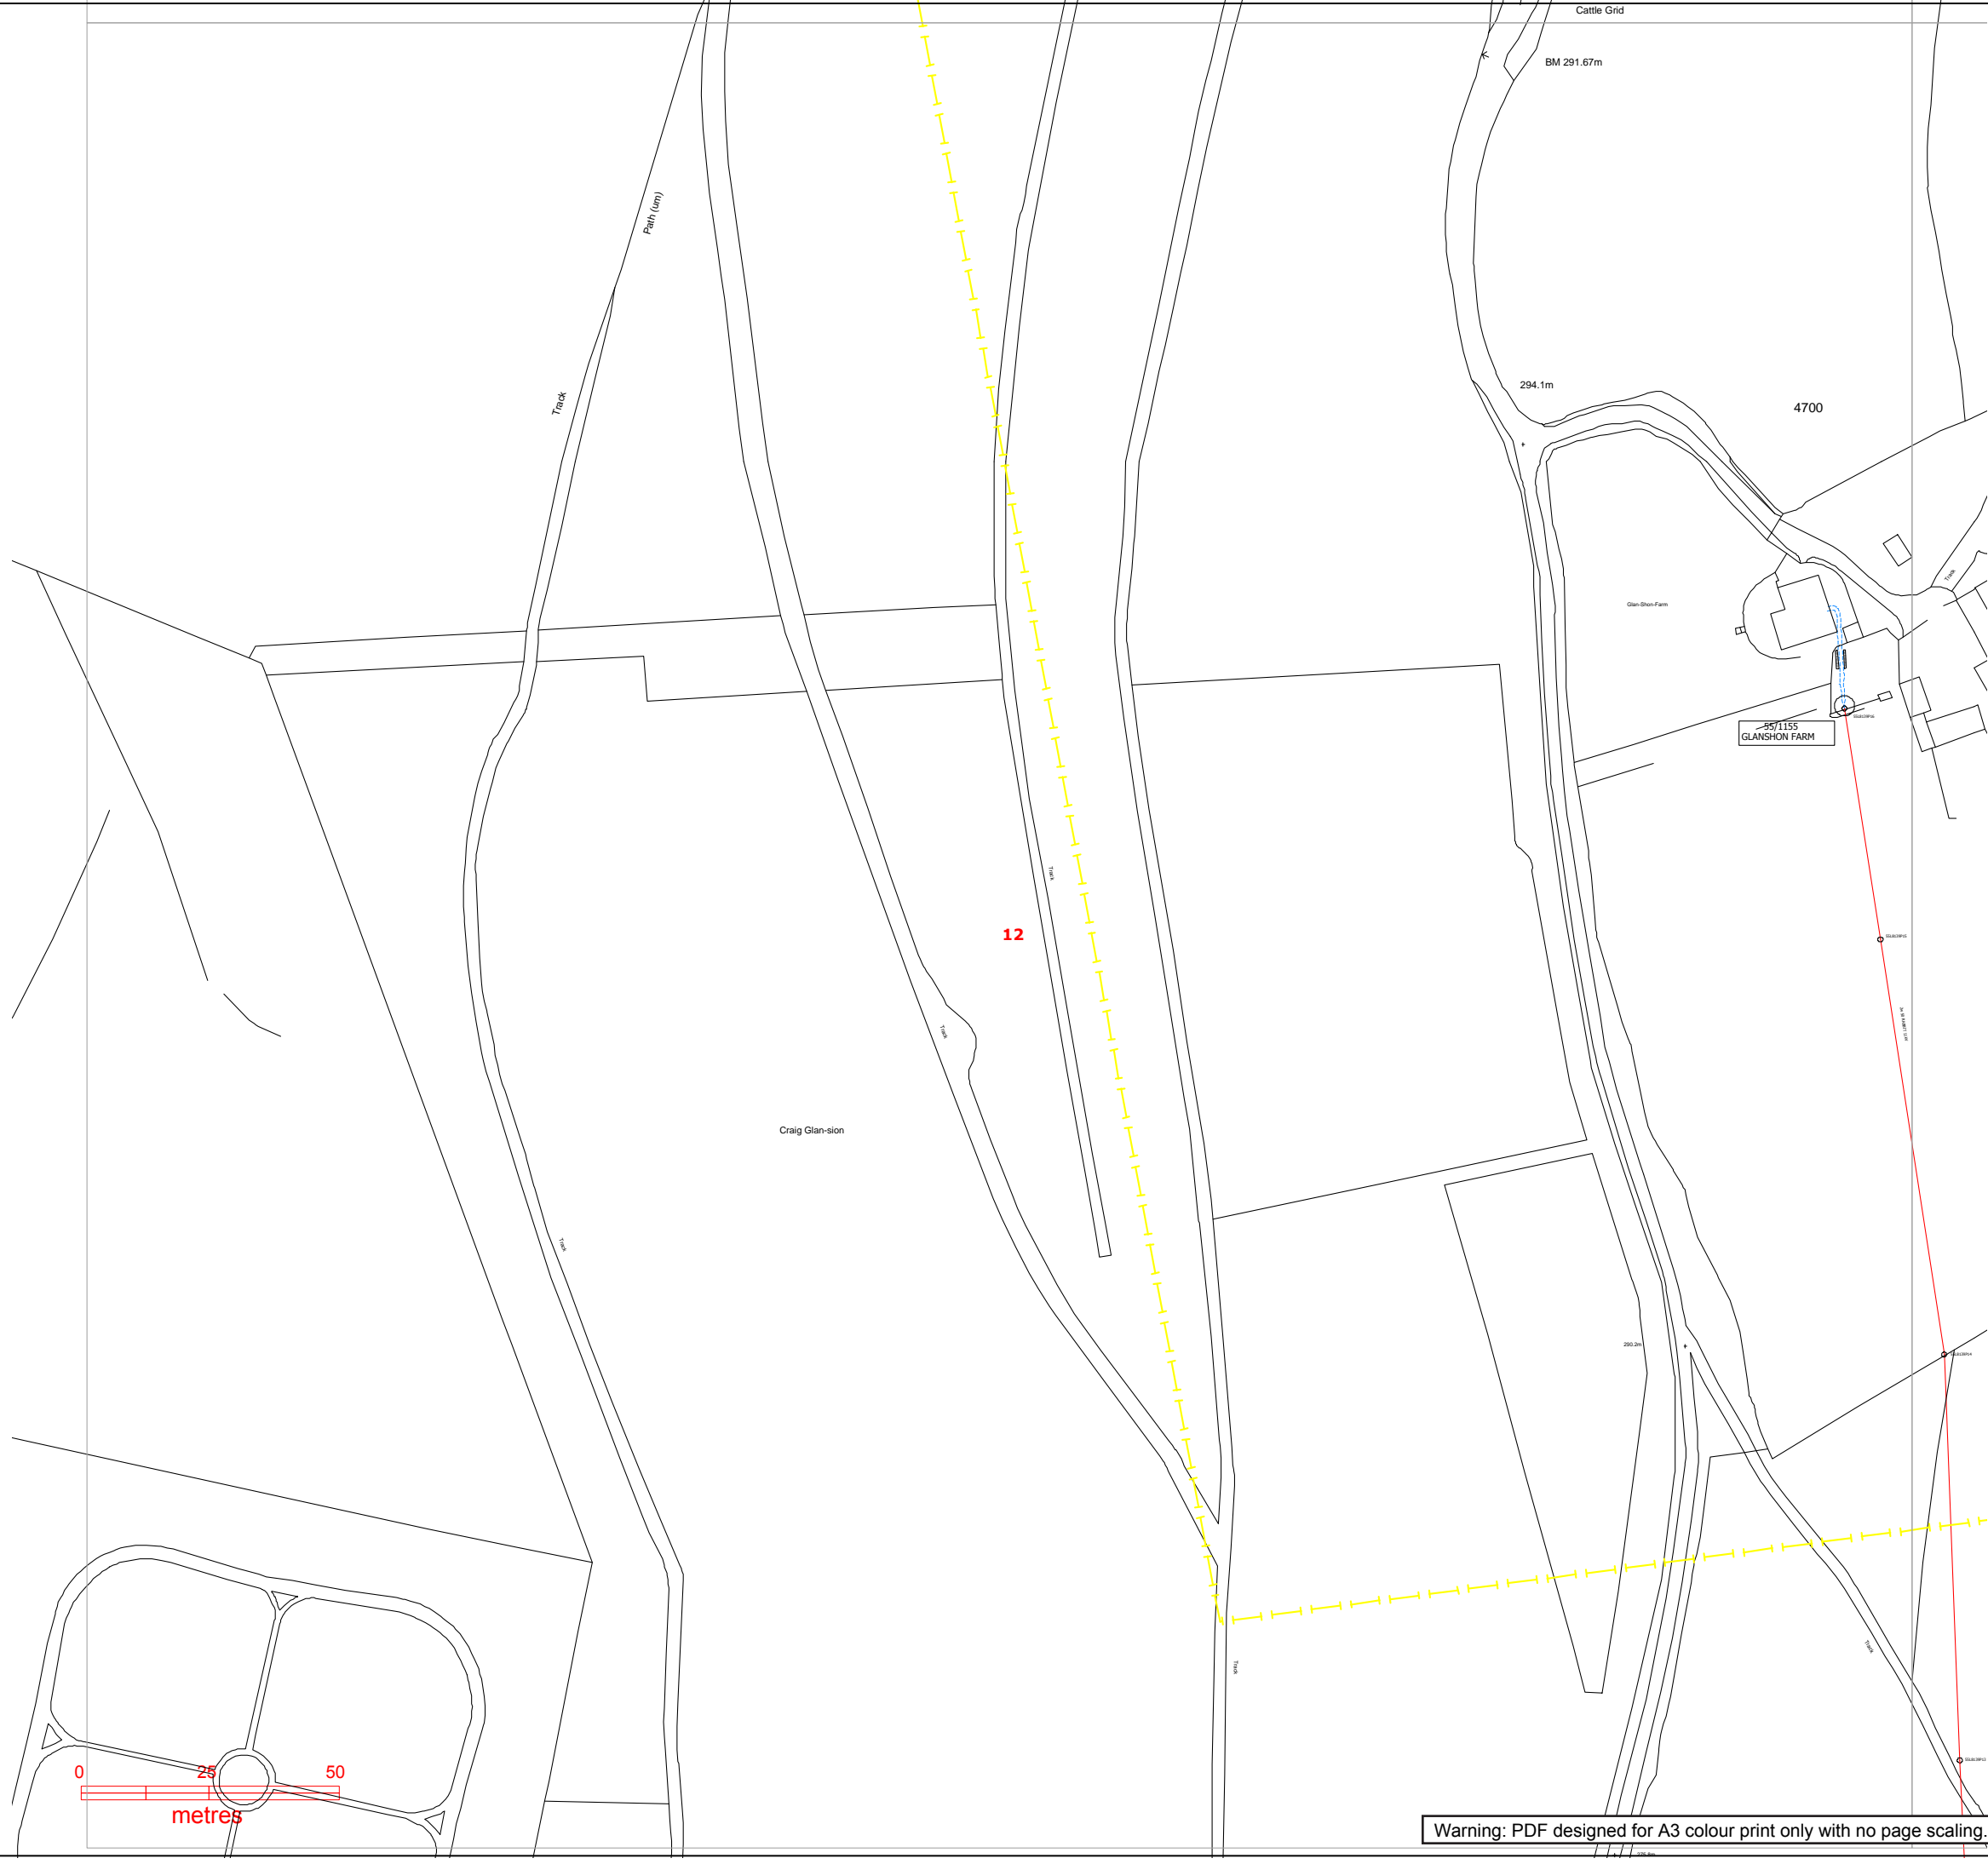 Cattle Grid
BM 291.67m
Path (um)
294.1m
Track
4700
Track
Glan-Shon-Farm
55/1155
GLANSHON FARM
Track
12
Track
Craig Glan-sion
Track
290.2m
Track
Track
0 25 50
metres
Warning: PDF designed for A3 colour print only with no page scaling.